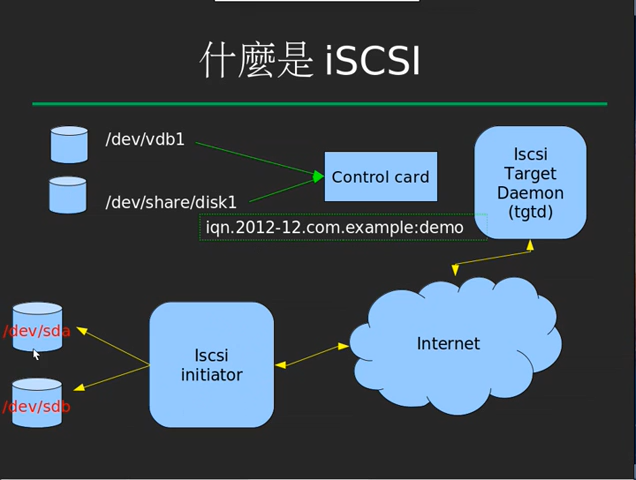 什麼是 iSCSI
/dev/vdb1
/dev/share/disk1
Control card
iqn.2012-12.com.example:demo
Iscsi
Target
Daemon
(tgtd)
/dev/sda
/dev/sdb
Iscsi
initiator
Internet